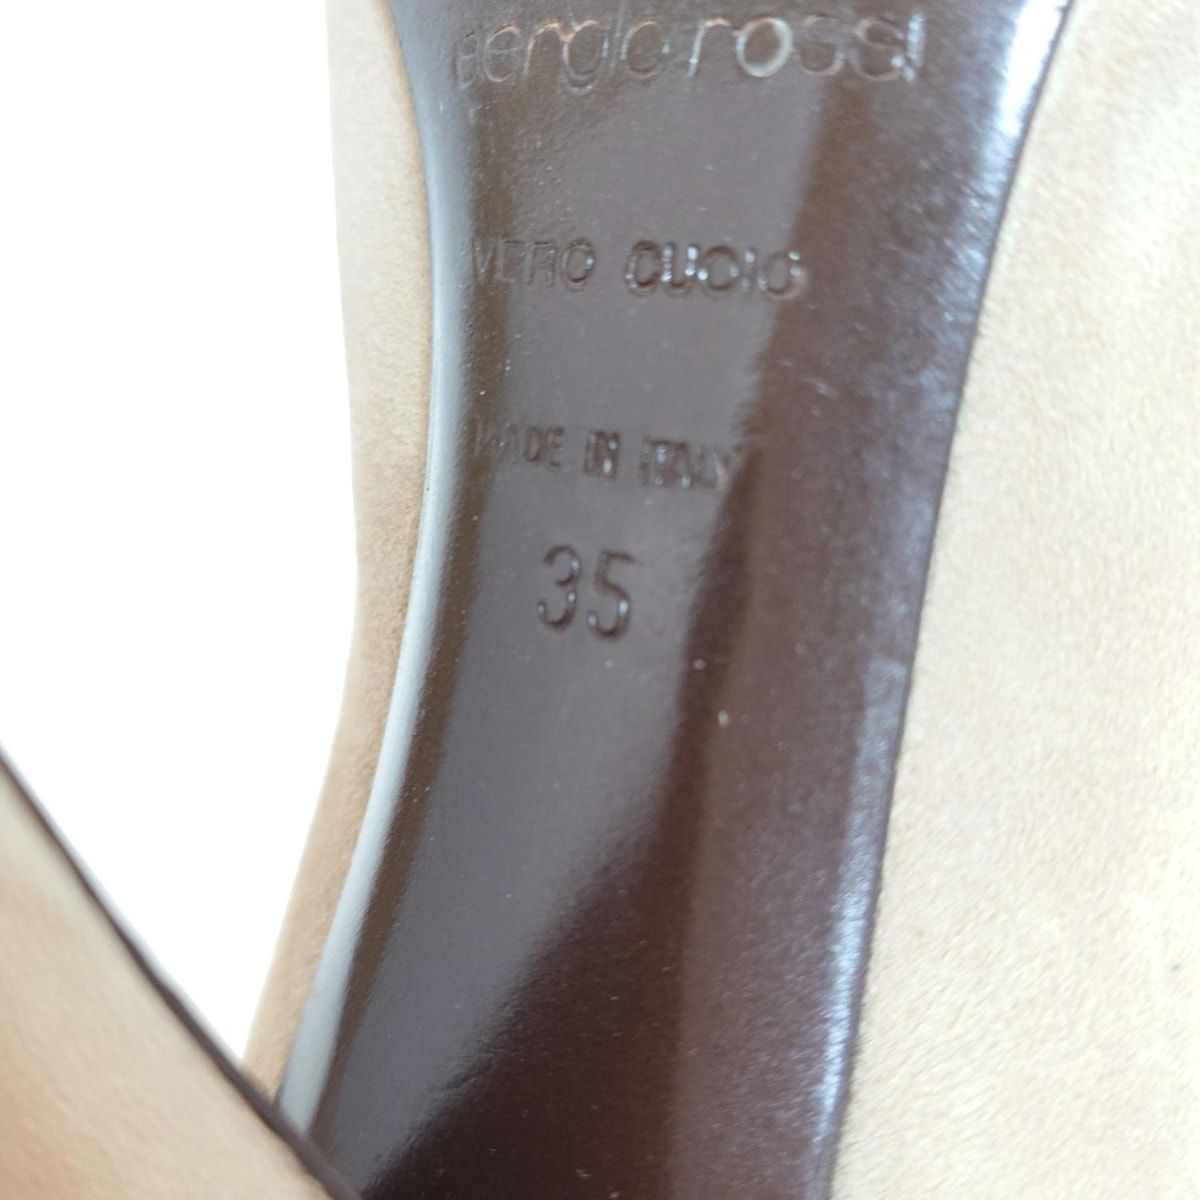 sergio rossi
VERO CUOIO
MADE IN ITALY
35